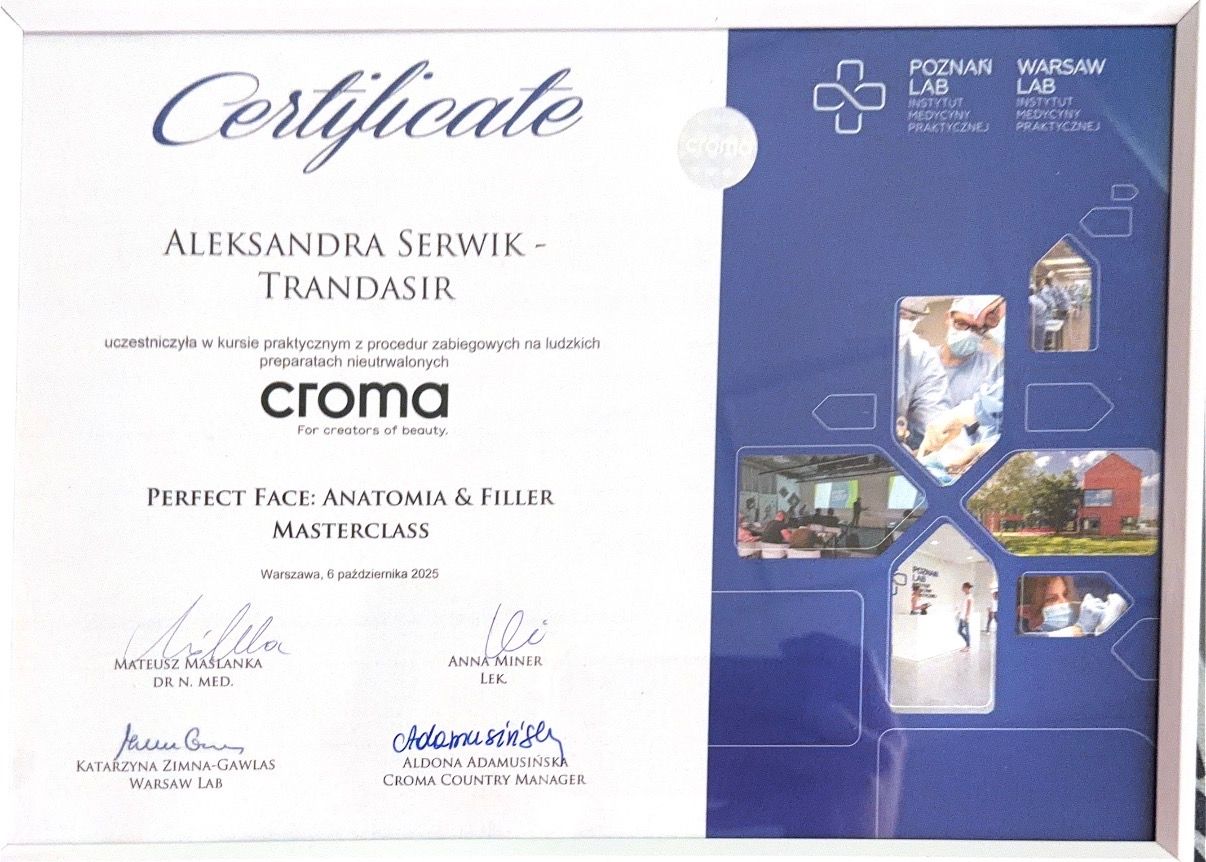 Certificate
ALEKSANDRA SERWIK -
TRANDASIR
uczestniczyła w kursie praktycznym z procedur zabiegowych na ludzkich
preparatach nieutrwalonych
croma
For creators of beauty.
PERFECT FACE: ANATOMIA & FILLER
MASTERCLASS
Warszawa, 6 października 2025
MATEUSZ MAŚLANKA
DR N. MED.
ANNA MINER
LEK.
Adamusińska
KATARZYNA ZIMNA-GAWLAS
WARSAW LAB
ALDONA ADAMUSIŃSKA
CROMA COUNTRY MANAGER
croma
POZNAŃ
LAB
INSTYTUT
MEDYCYNY
PRAKTYCZNEJ
WARSAW
LAB
INSTYTUT
MEDYCYNY
PRAKTYCZNEJ
POZNAŃ
LAB